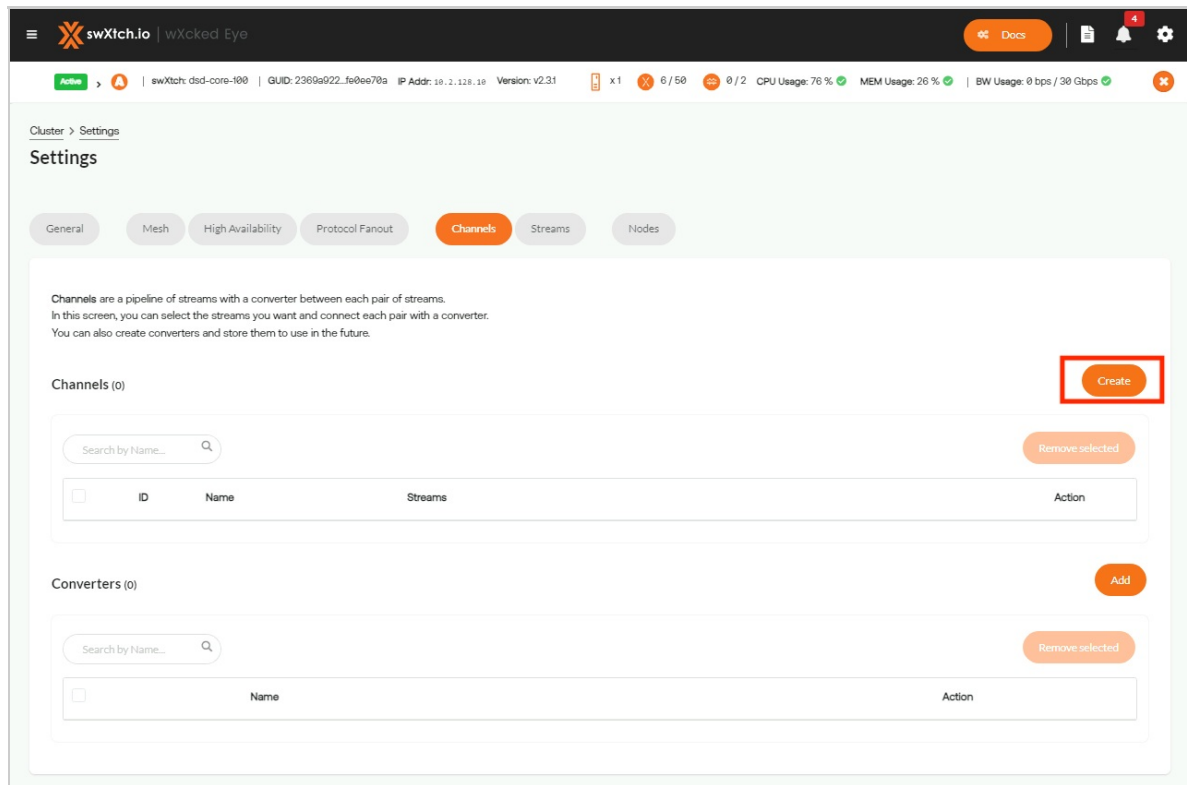 swXtch.io | wXcked Eye
Docs
4
Active > | swXtch: dsd-core-100 | GUID: 2369a922...fe0ee70a IP Addr: 10.2.128.10 Version: v2.3.1 x 1 6 / 50 0 / 2 CPU Usage: 76 % MEM Usage: 26 % | BW Usage: 0 bps / 30 Gbps
Cluster > Settings
Settings
General Mesh High Availability Protocol Fanout Channels Streams Nodes
Channels are a pipeline of streams with a converter between each pair of streams.
In this screen, you can select the streams you want and connect each pair with a converter.
You can also create converters and store them to use in the future.
Channels (0)
Create
Search by Name...
Remove selected
ID Name Streams Action
Converters (0)
Add
Search by Name...
Remove selected
Name Action